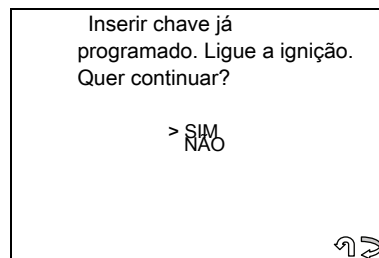 Inserir chave já
programado. Ligue a ignição.
Quer continuar?
> SIM
NÃO